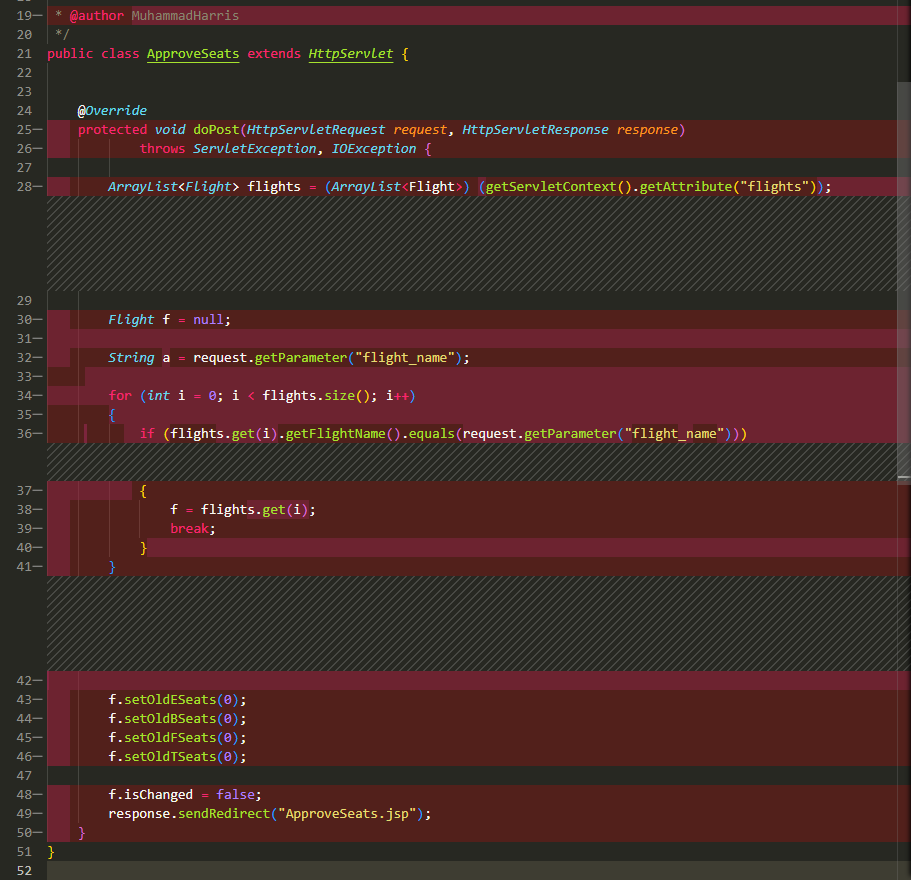 19— * @author MuhammadHarris
20 */
21 public class ApproveSeats extends HttpServlet {
22
23
24 @Override
25— protected void doPost(HttpServletRequest request, HttpServletResponse response)
26— throws ServletException, IOException {
27
28— ArrayList<Flight> flights = (ArrayList<Flight>) (getServletContext().getAttribute("flights"));
29
30— Flight f = null;
31—
32— String a = request.getParameter("flight_name");
33—
34— for (int i = 0; i < flights.size(); i++)
35— {
36— if (flights.get(i).getFlightName().equals(request.getParameter("flight_name")))
37— {
38— f = flights.get(i);
39— break;
40— }
41— }
42—
43— f.setOldESeats(0);
44— f.setOldBSeats(0);
45— f.setOldFSeats(0);
46— f.setOldTSeats(0);
47
48— f.isChanged = false;
49— response.sendRedirect("ApproveSeats.jsp");
50— }
51 }
52